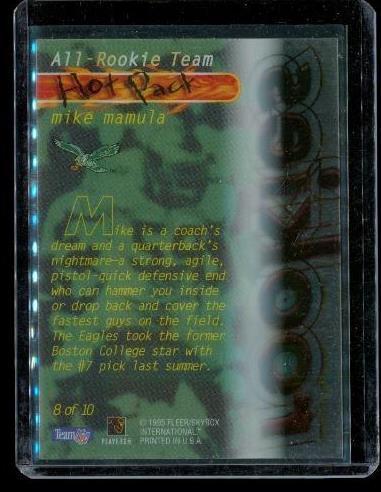 All-Rookie Team
Hot Pack
mike mamula
Mike is a coach's
dream and a quarterback's
nightmare—a strong, agile,
pistol-quick defensive end
who can hammer you inside
or drop back and cover the
fastest guys on the field.
The Eagles took the former
Boston College star with
the #7 pick last summer.
8 of 10
Team NFL
PLAYERS
© 1995 FLEER/SKYBOX
INTERNATIONAL
PRINTED IN U.S.A.